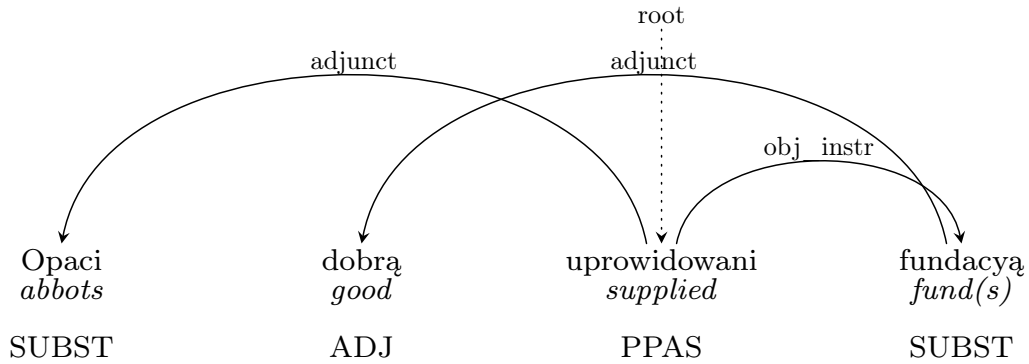 root
adjunct adjunct
obj_instr
Opaci dobrą uprowidowani fundacyą
abbots good supplied fund(s)
SUBST ADJ PPAS SUBST